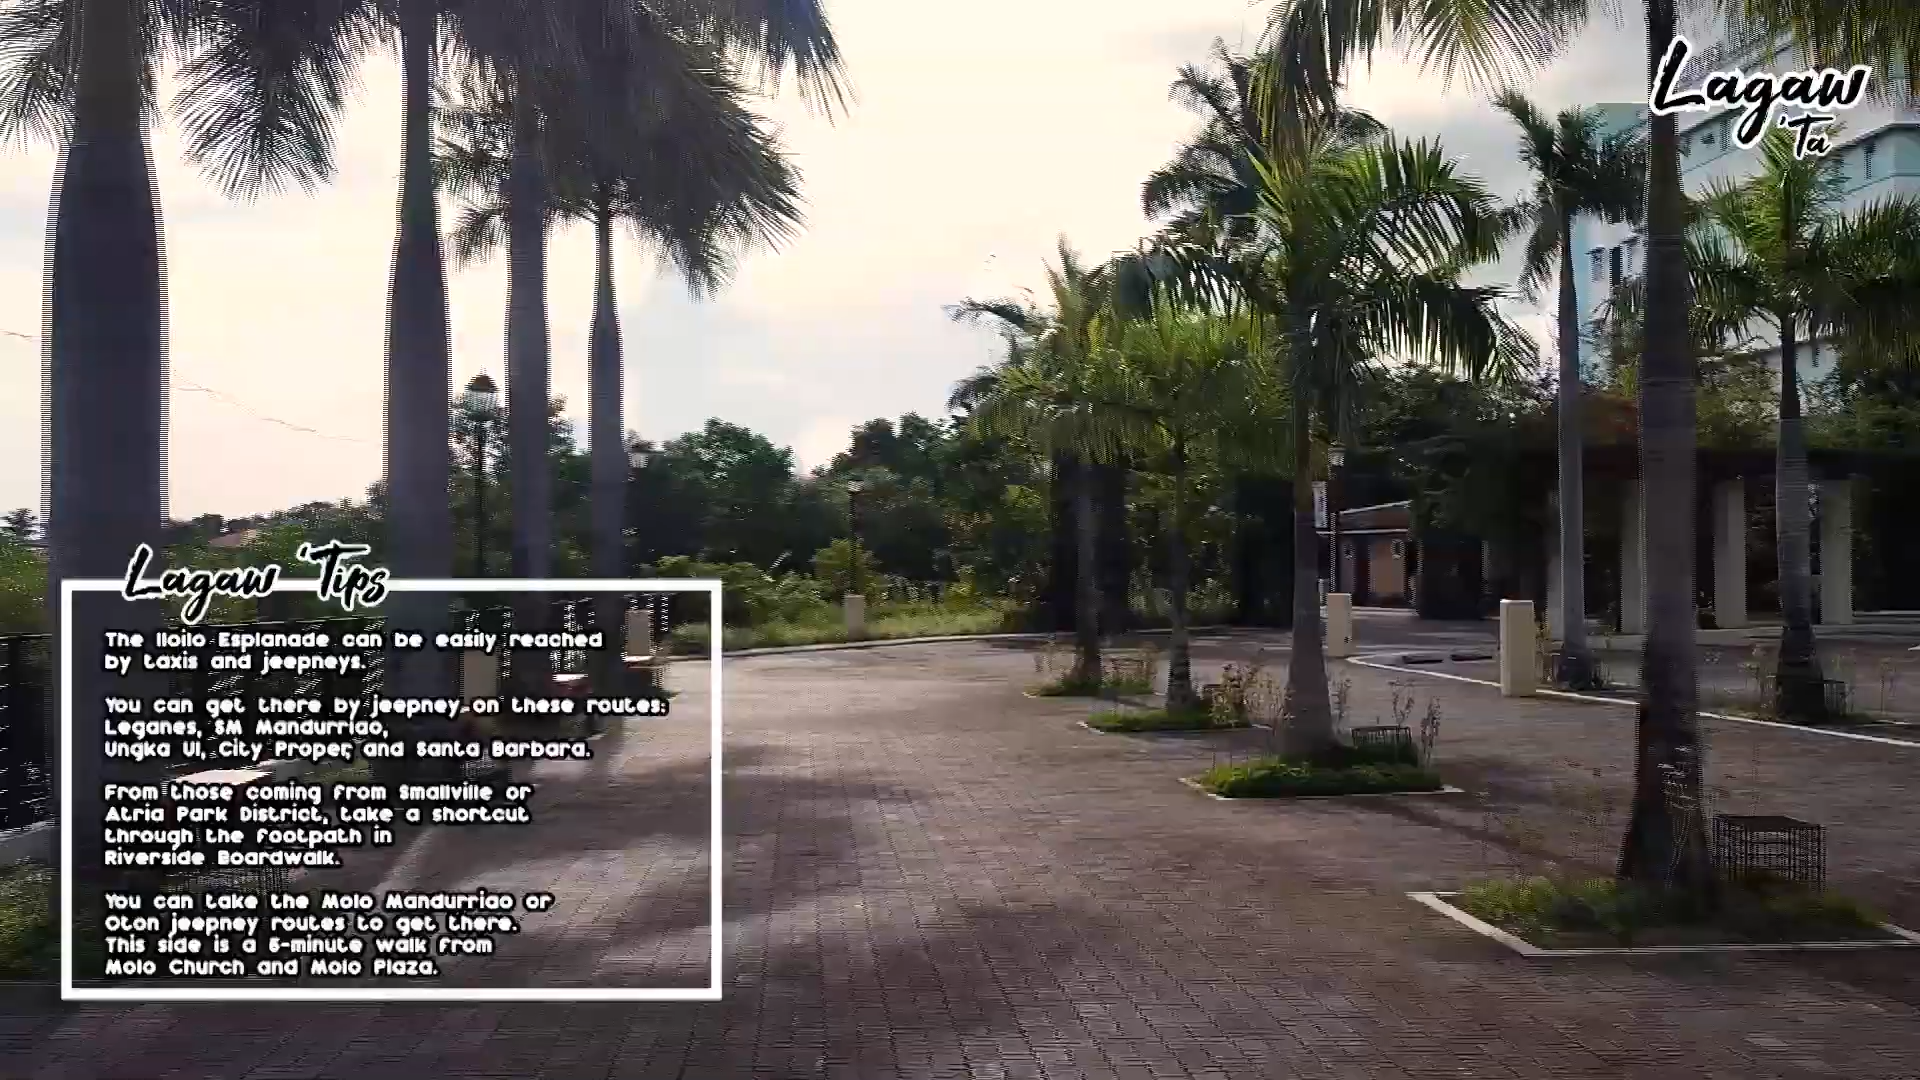 Lagaw
'Ta
Lagaw 'Tips
The Iloilo Esplanade can be easily reached
by taxis and jeepneys.
You can get there by jeepney on these routes:
Leganes, SM Mandurriao,
Ungka UI, City Proper, and Santa Barbara.
From those coming from Smallville or
Atria Park District, take a shortcut
through the footpath in
Riverside Boardwalk.
You can take the Molo Mandurriao or
Oton jeepney routes to get there.
This side is a 5-minute walk from
Molo Church and Molo Plaza.